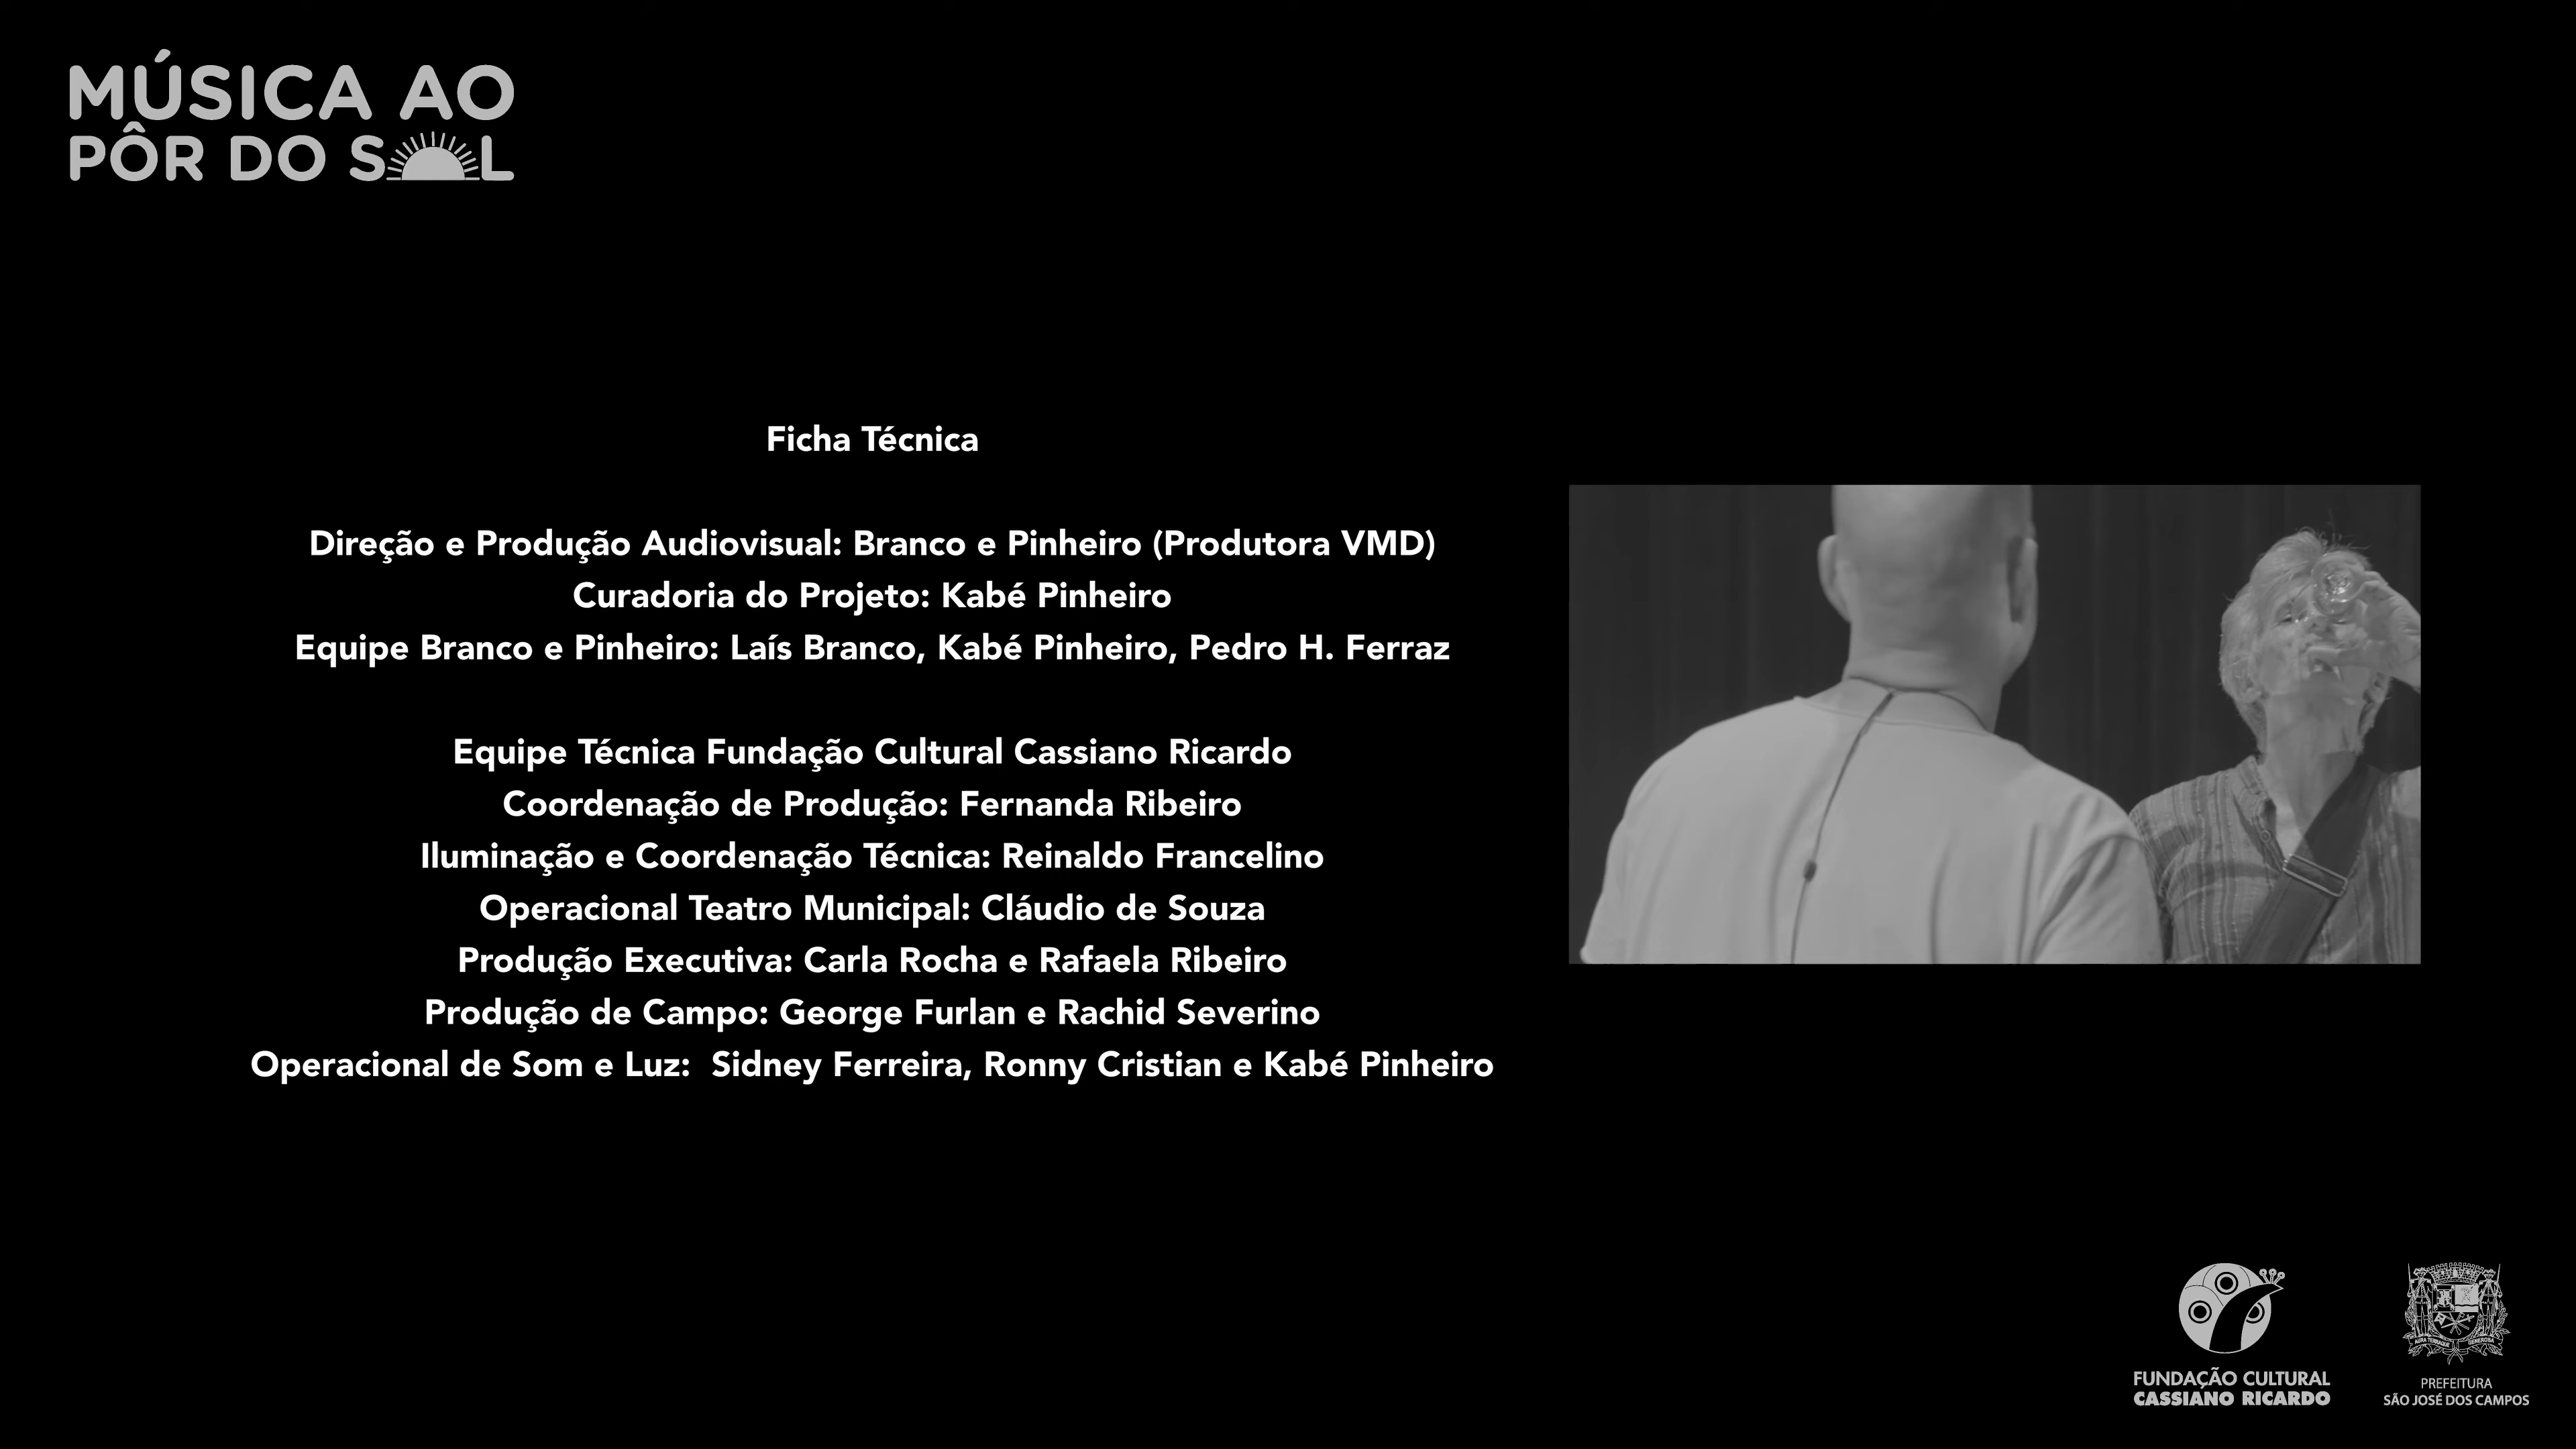 MÚSICA AO
PÔR DO SOL
Ficha Técnica
Direção e Produção Audiovisual: Branco e Pinheiro (Produtora VMD)
Curadoria do Projeto: Kabé Pinheiro
Equipe Branco e Pinheiro: Laís Branco, Kabé Pinheiro, Pedro H. Ferraz
Equipe Técnica Fundação Cultural Cassiano Ricardo
Coordenação de Produção: Fernanda Ribeiro
Iluminação e Coordenação Técnica: Reinaldo Francelino
Operacional Teatro Municipal: Cláudio de Souza
Produção Executiva: Carla Rocha e Rafaela Ribeiro
Produção de Campo: George Furlan e Rachid Severino
Operacional de Som e Luz:  Sidney Ferreira, Ronny Cristian e Kabé Pinheiro
FUNDAÇÃO CULTURAL
CASSIANO RICARDO
AURA TERRAQUE GENEROSA
PREFEITURA
SÃO JOSÉ DOS CAMPOS